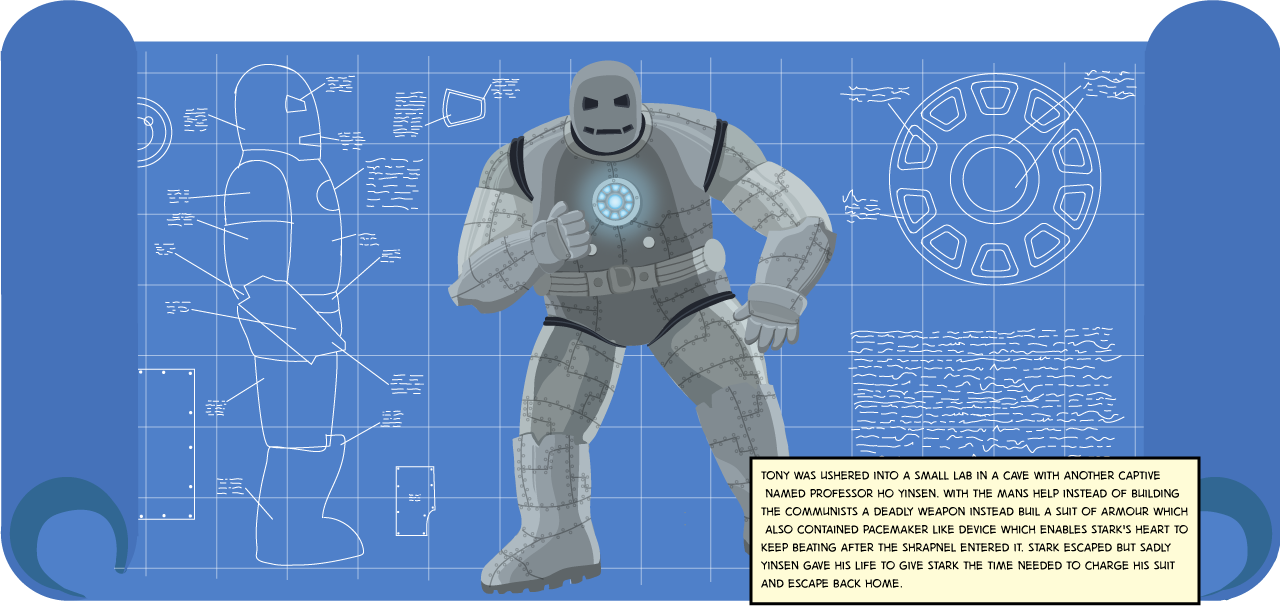 TONY WAS USHERED INTO A SMALL LAB IN A CAVE WITH ANOTHER CAPTIVE
NAMED PROFESSOR HO YINSEN. WITH THE MANS HELP INSTEAD OF BUILDING
THE COMMUNISTS A DEADLY WEAPON INSTEAD BUIL A SUIT OF ARMOUR WHICH
ALSO CONTAINED PACEMAKER LIKE DEVICE WHICH ENABLES STARK'S HEART TO
KEEP BEATING AFTER THE SHRAPNEL ENTERED IT. STARK ESCAPED BUT SADLY
YINSEN GAVE HIS LIFE TO GIVE STARK THE TIME NEEDED TO CHARGE HIS SUIT
AND ESCAPE BACK HOME.